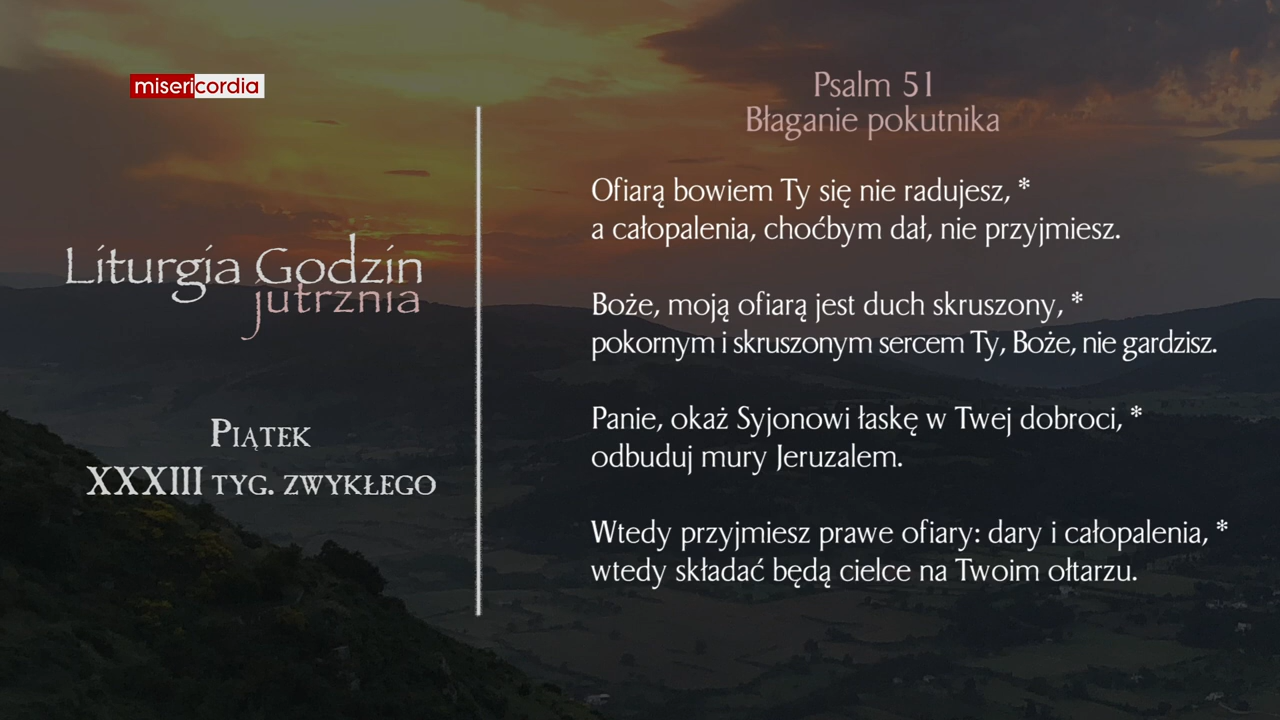 misericordia
Liturgia Godzin
jutrznia
Piątek
XXXIII tyg. zwykłego
Psalm 51
Błaganie pokutnika
Ofiarą bowiem Ty się nie radujesz, *
a całopalenia, choćbym dał, nie przyjmiesz.
Boże, moją ofiarą jest duch skruszony, *
pokornym i skruszonym sercem Ty, Boże, nie gardzisz.
Panie, okaż Syjonowi łaskę w Twej dobroci, *
odbuduj mury Jeruzalem.
Wtedy przyjmiesz prawe ofiary: dary i całopalenia, *
wtedy składać będą cielce na Twoim ołtarzu.